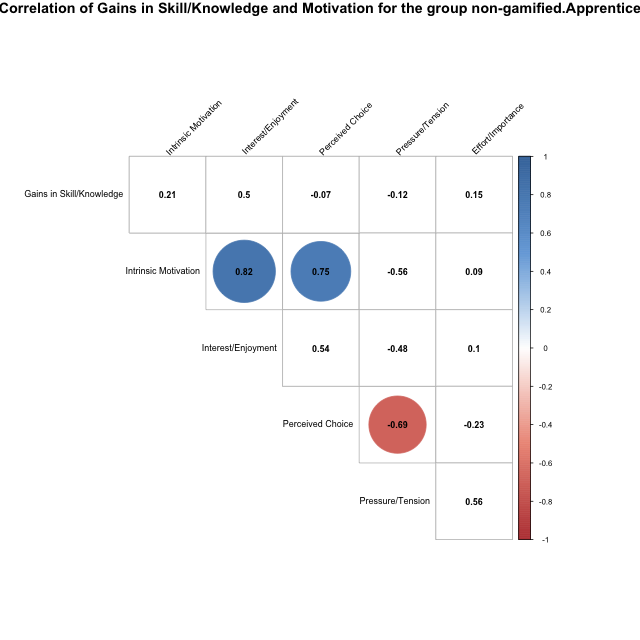 Correlation of Gains in Skill/Knowledge and Motivation for the group non-gamified.Apprentice
Intrinsic Motivation
Interest/Enjoyment
Perceived Choice
Pressure/Tension
Effort/Importance
Gains in Skill/Knowledge 0.21 0.5 -0.07 -0.12 0.15
Intrinsic Motivation 0.82 0.75 -0.56 0.09
Interest/Enjoyment 0.54 -0.48 0.1
Perceived Choice -0.69 -0.23
Pressure/Tension 0.56
1
0.8
0.6
0.4
0.2
0
-0.2
-0.4
-0.6
-0.8
-1